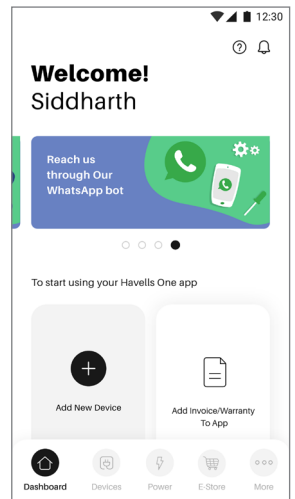 12:30
Welcome!
Siddharth
Reach us
through Our
WhatsApp bot
To start using your Havells One app
Add New Device
Add Invoice/Warranty
To App
Dashboard
Devices
Power
E-Store
More